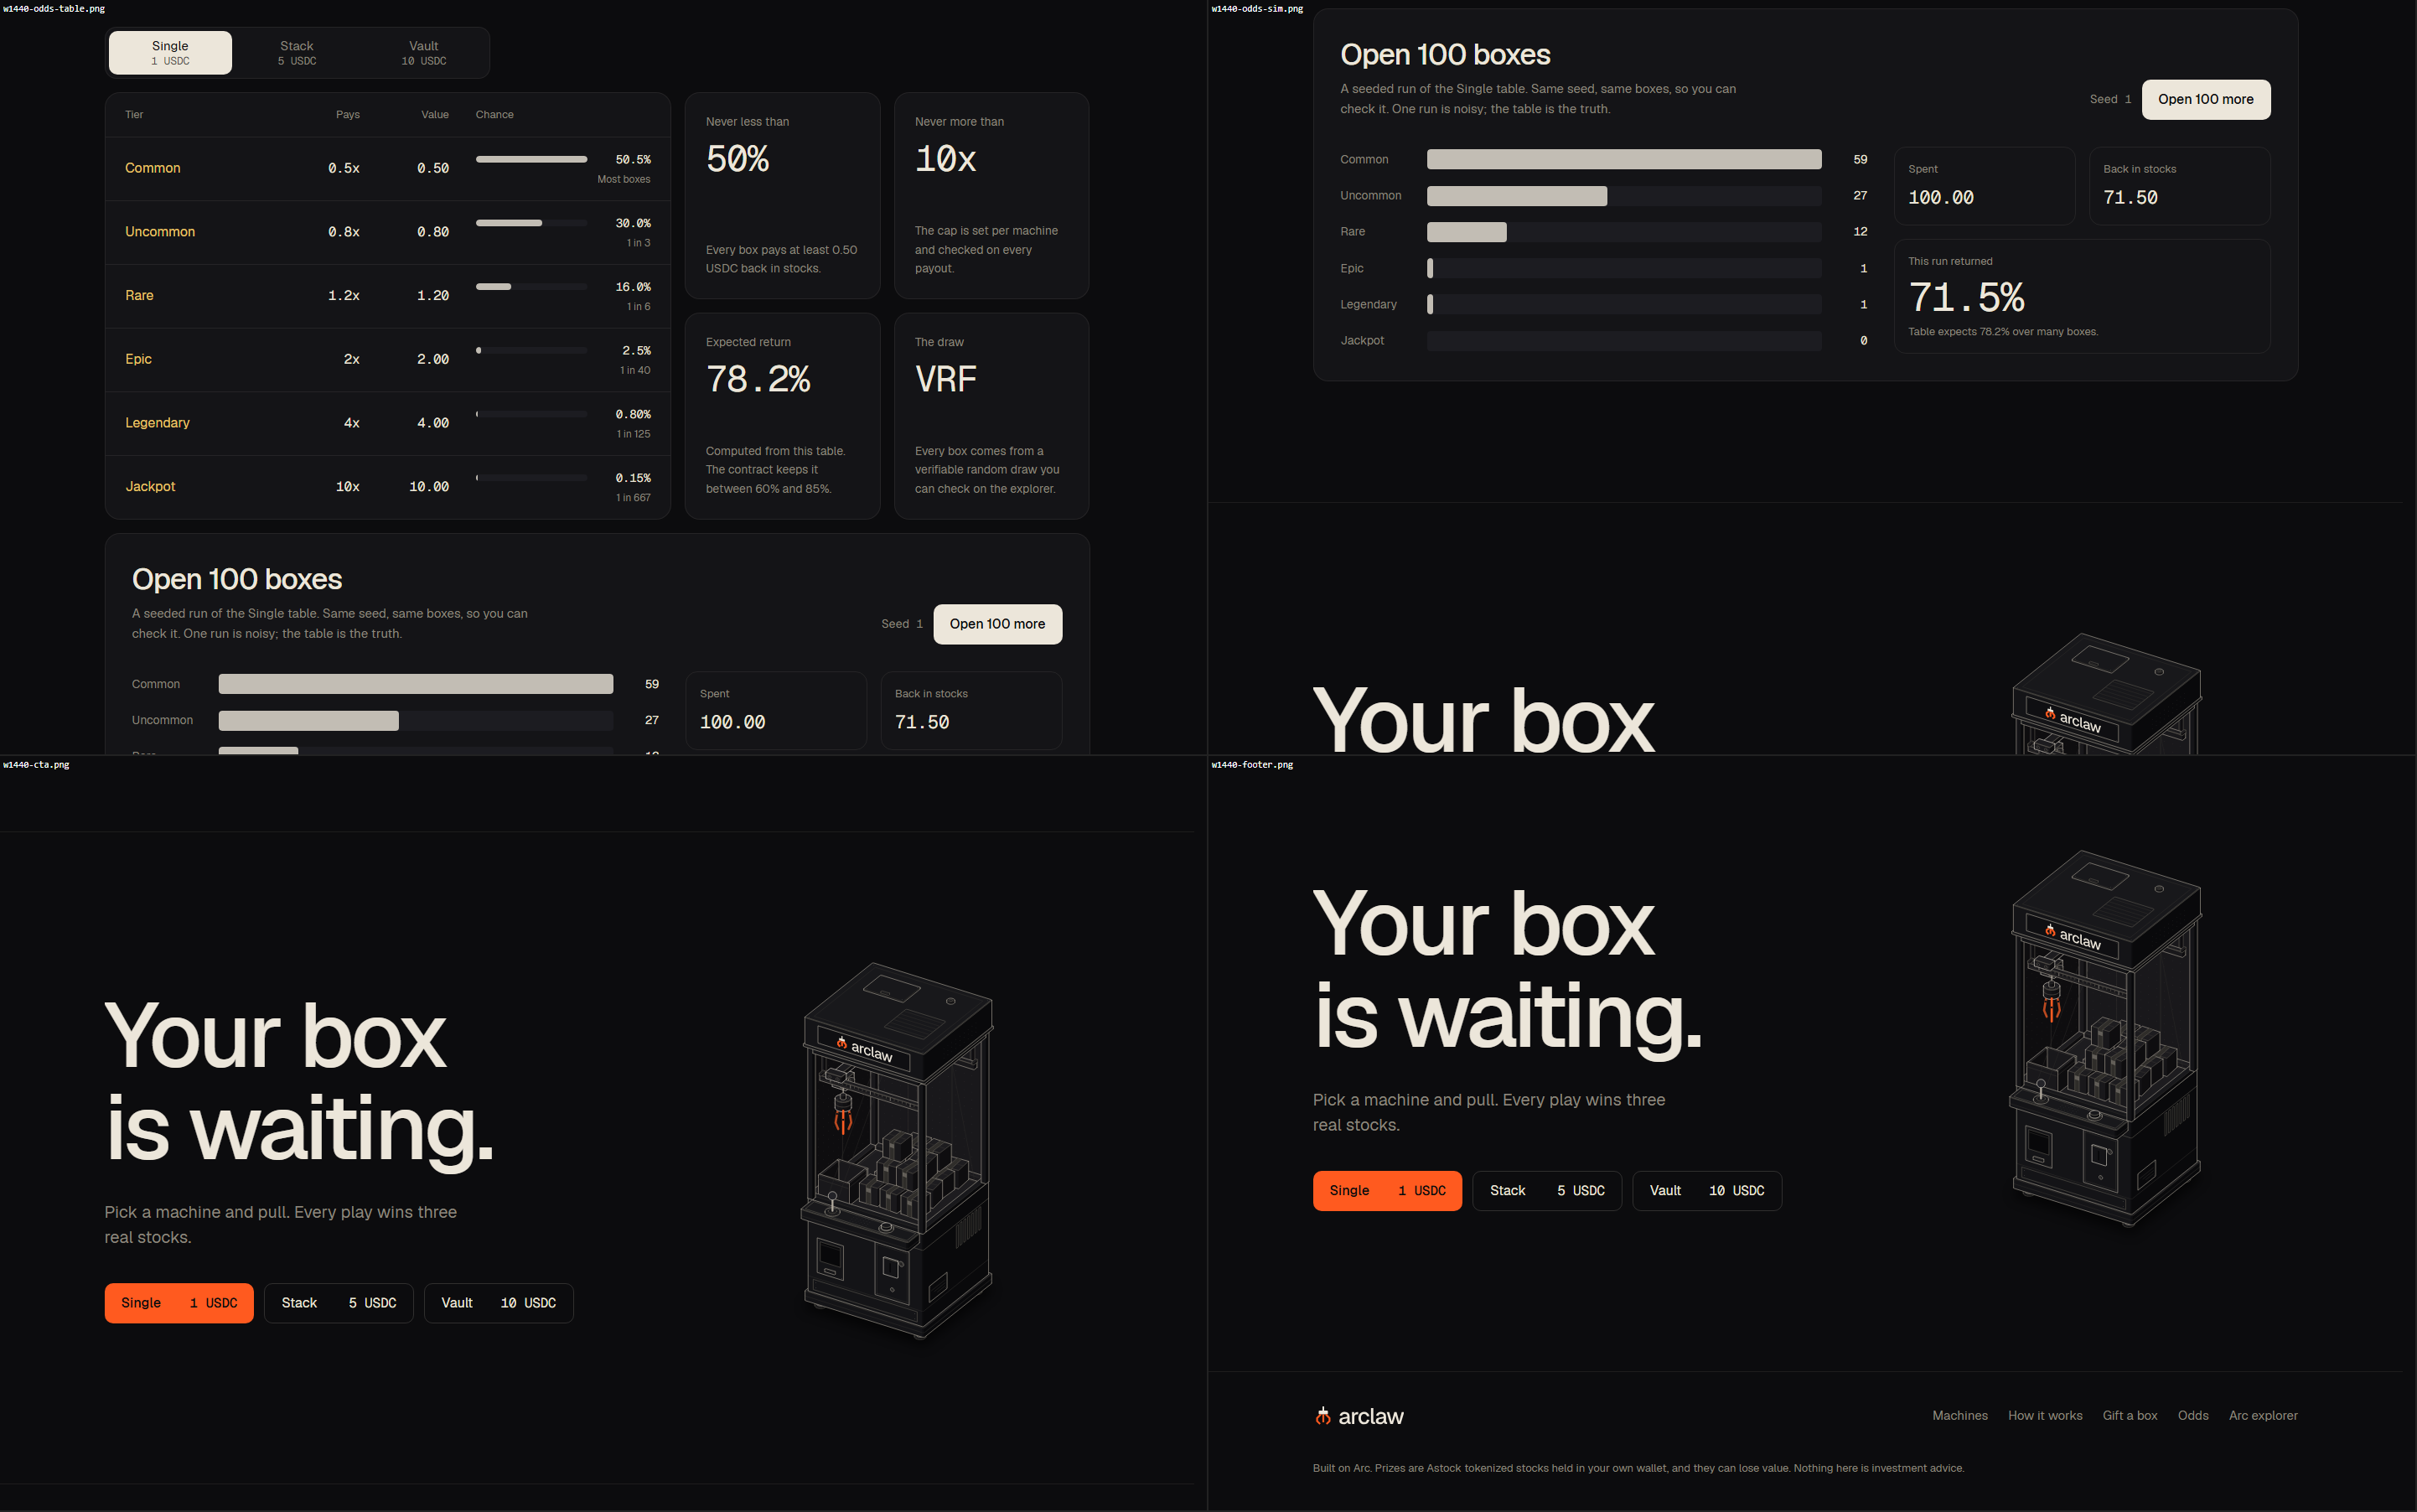 w1440-odds-table.png
Single
1 USDC
Stack
5 USDC
Vault
10 USDC
Tier Pays Value Chance
Common 0.5x 0.50 50.5%
Most boxes
Uncommon 0.8x 0.80 30.0%
1 in 3
Rare 1.2x 1.20 16.0%
1 in 6
Epic 2x 2.00 2.5%
1 in 40
Legendary 4x 4.00 0.80%
1 in 125
Jackpot 10x 10.00 0.15%
1 in 667
Never less than
50%
Every box pays at least 0.50
USDC back in stocks.
Never more than
10x
The cap is set per machine
and checked on every
payout.
Expected return
78.2%
Computed from this table.
The contract keeps it
between 60% and 85%.
The draw
VRF
Every box comes from a
verifiable random draw you
can check on the explorer.
Open 100 boxes
A seeded run of the Single table. Same seed, same boxes, so you can
check it. One run is noisy; the table is the truth.
Seed 1
Open 100 more
Common 59
Uncommon 27
Spent
100.00
Back in stocks
71.50
w1440-odds-sim.png
Open 100 boxes
A seeded run of the Single table. Same seed, same boxes, so you can
check it. One run is noisy; the table is the truth.
Seed 1
Open 100 more
Common 59
Uncommon 27
Rare 12
Epic 1
Legendary 1
Jackpot 0
Spent
100.00
Back in stocks
71.50
This run returned
71.5%
Table expects 78.2% over many boxes.
Your box
arclaw
w1440-cta.png
Your box
is waiting.
Pick a machine and pull. Every play wins three
real stocks.
Single 1 USDC
Stack 5 USDC
Vault 10 USDC
arclaw
w1440-footer.png
Your box
is waiting.
Pick a machine and pull. Every play wins three
real stocks.
Single 1 USDC
Stack 5 USDC
Vault 10 USDC
arclaw
arclaw
Machines
How it works
Gift a box
Odds
Arc explorer
Built on Arc. Prizes are Astock tokenized stocks held in your own wallet, and they can lose value. Nothing here is investment advice.